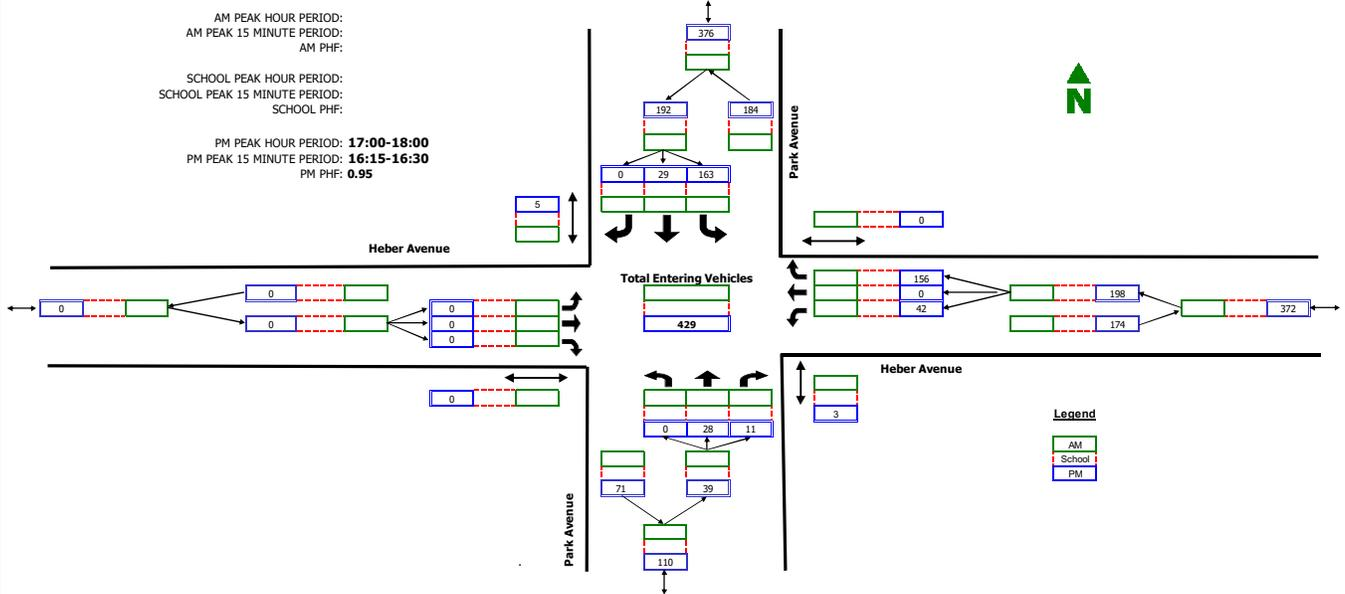 AM PEAK HOUR PERIOD:
AM PEAK 15 MINUTE PERIOD:
AM PHF:
SCHOOL PEAK HOUR PERIOD:
SCHOOL PEAK 15 MINUTE PERIOD:
SCHOOL PHF:
PM PEAK HOUR PERIOD: 17:00-18:00
PM PEAK 15 MINUTE PERIOD: 16:15-16:30
PM PHF: 0.95
376
192
184
0 29 163
Park Avenue
N
5
0
Heber Avenue
Total Entering Vehicles
429
0
0
0
0
0
0
156
0
42
198
174
372
0
0 28 11
71
39
110
Park Avenue
3
Heber Avenue
Legend
AM
School
PM